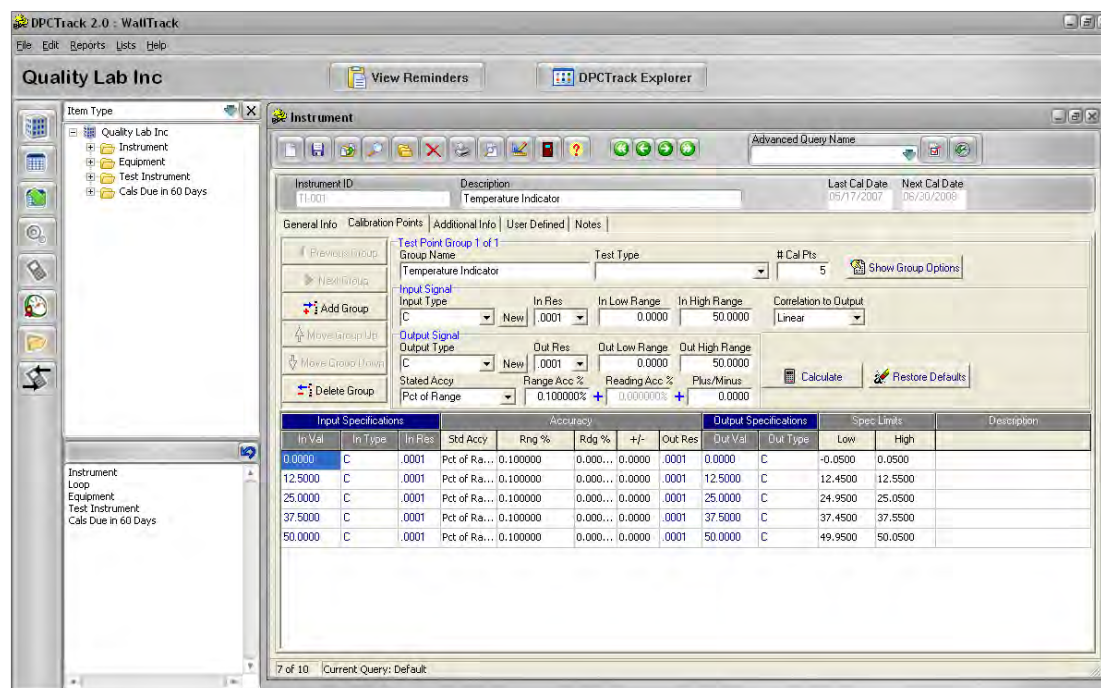 DPCTrack 2.0 : WallTrack
File Edit Reports Lists Help
Quality Lab Inc
View Reminders
DPCTrack Explorer
Item Type
Quality Lab Inc
Instrument
Equipment
Test Instrument
Cals Due in 60 Days
Instrument
Loop
Equipment
Test Instrument
Cals Due in 60 Days
Instrument
Advanced Query Name
Instrument ID Description Last Cal Date Next Cal Date
TI-001 Temperature Indicator 05/17/2007 08/30/2008
General Info Calibration Points Additional Info User Defined Notes
Previous Group
Next Group
Add Group
Move Group Up
Move Group Down
Delete Group
Test Point Group 1 of 1
Group Name Test Type # Cal Pts
Temperature Indicator 5 Show Group Options
Input Signal
Input Type In Res In Low Range In High Range Correlation to Output
C New .0001 0.0000 50.0000 Linear
Output Signal
Output Type Out Res Out Low Range Out High Range
C New .0001 0.0000 50.0000
Calculate Restore Defaults
Stated Accy Range Acc % Reading Acc % Plus/Minus
Pct of Range 0.100000% + 0.000000% + 0.0000
Input Specifications Accuracy Output Specifications Spec Limits Description
In Val In Type In Res Std Accy Rng % Rdg % +/- Out Res Out Val Out Type Low High
0.0000 C .0001 Pct of Ra... 0.100000 0.000... 0.0000 .0001 0.0000 C -0.0500 0.0500
12.5000 C .0001 Pct of Ra... 0.100000 0.000... 0.0000 .0001 12.5000 C 12.4500 12.5500
25.0000 C .0001 Pct of Ra... 0.100000 0.000... 0.0000 .0001 25.0000 C 24.9500 25.0500
37.5000 C .0001 Pct of Ra... 0.100000 0.000... 0.0000 .0001 37.5000 C 37.4500 37.5500
50.0000 C .0001 Pct of Ra... 0.100000 0.000... 0.0000 .0001 50.0000 C 49.9500 50.0500
7 of 10 Current Query: Default